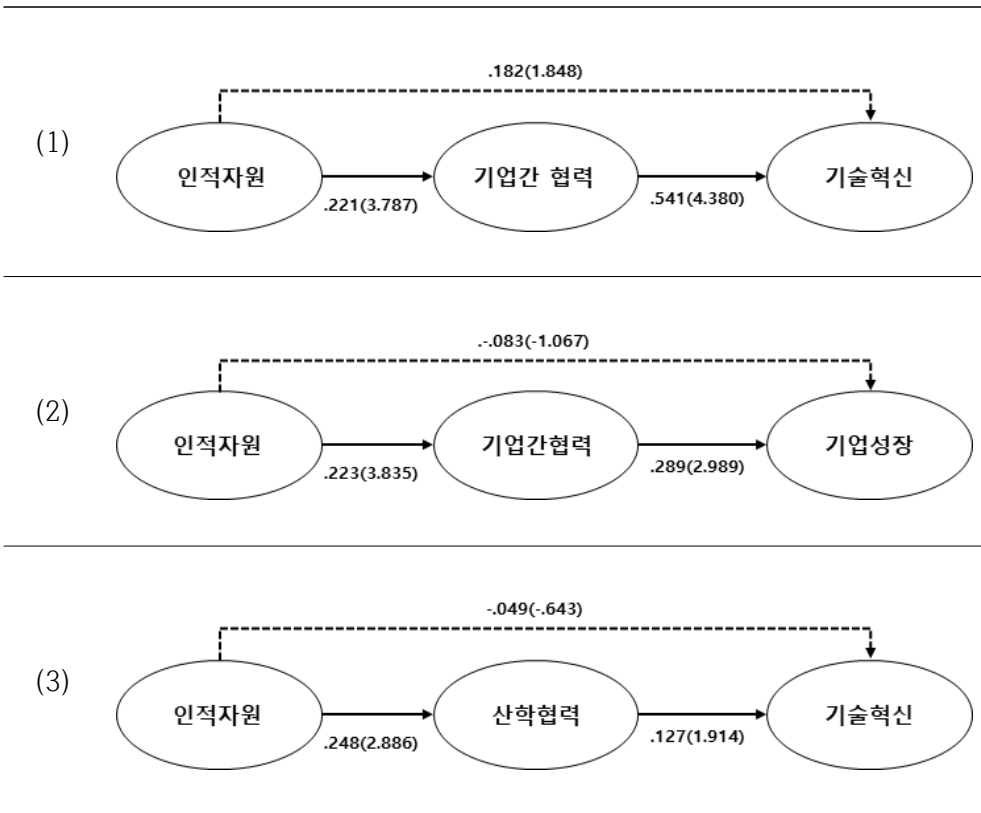 .182(1.848)
(1)
인적자원
기업간 협력
기술혁신
.221(3.787)
.541(4.380)
.-.083(-1.067)
(2)
인적자원
기업간협력
기업성장
.223(3.835)
.289(2.989)
-.049(-.643)
(3)
인적자원
산학협력
기술혁신
.248(2.886)
.127(1.914)